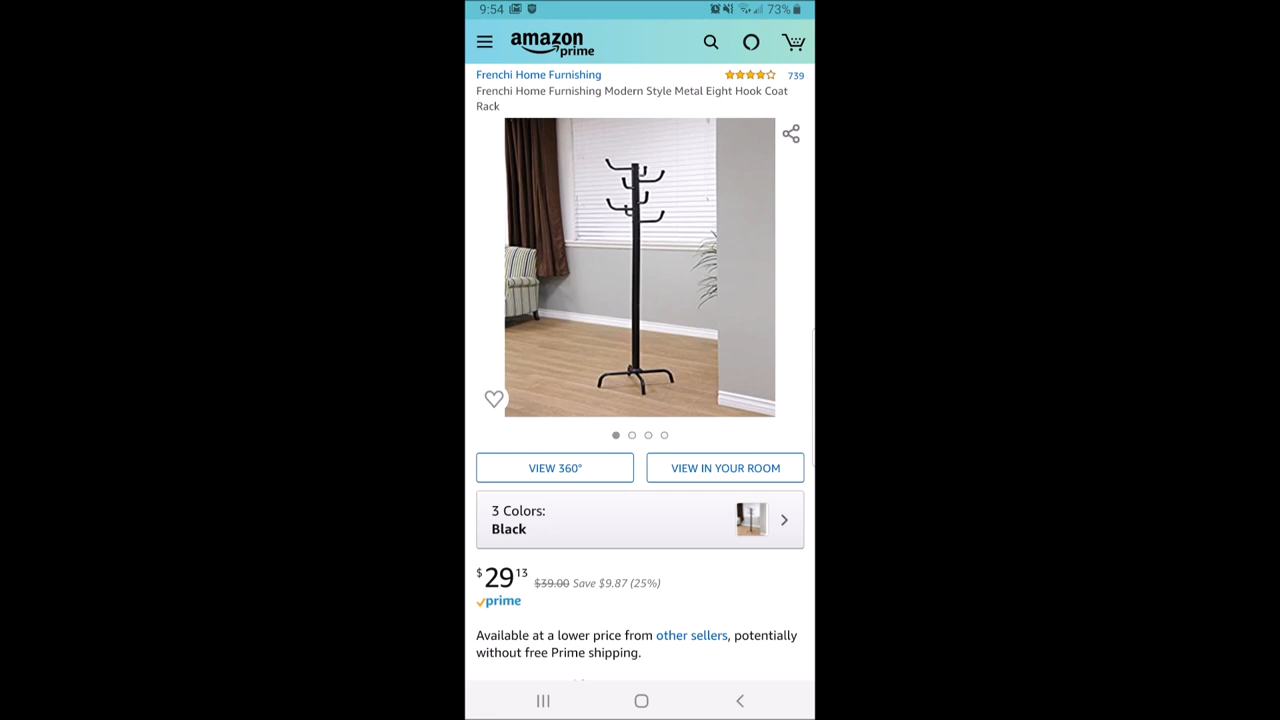 9:54 73%
amazon
prime
Frenchi Home Furnishing 739
Frenchi Home Furnishing Modern Style Metal Eight Hook Coat
Rack
VIEW 360° VIEW IN YOUR ROOM
3 Colors:
Black
$29 13 $39.00 Save $9.87 (25%)
prime
Available at a lower price from other sellers, potentially
without free Prime shipping.